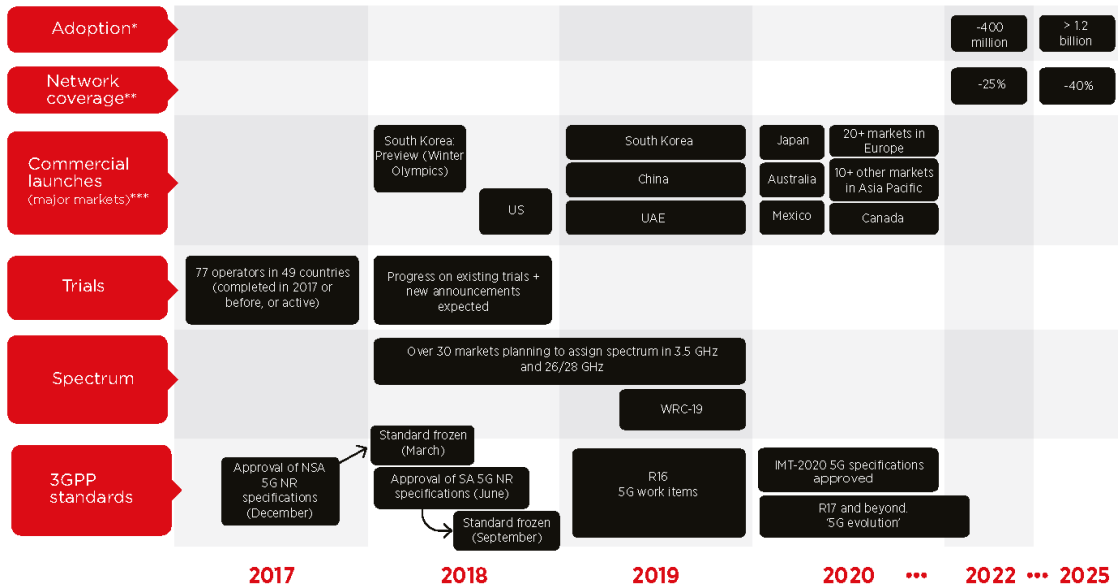 Adoption*
-400
million
> 1.2
billion
Network
coverage**
-25%
-40%
Commercial
launches
(major markets)***
South Korea:
Preview (Winter
Olympics)
US
South Korea
China
UAE
Japan
Australia
Mexico
20+ markets in
Europe
10+ other markets
in Asia Pacific
Canada
Trials
77 operators in 49 countries
(completed in 2017 or
before, or active)
Progress on existing trials +
new announcements
expected
Spectrum
Over 30 markets planning to assign spectrum in 3.5 GHz
and 26/28 GHz
WRC-19
3GPP
standards
Approval of NSA
5G NR
specifications
(December)
Standard frozen
(March)
Approval of SA 5G NR
specifications (June)
Standard frozen
(September)
R16
5G work items
IMT-2020 5G specifications
approved
R17 and beyond.
'5G evolution'
2017 2018 2019 2020 ••• 2022 ••• 2025